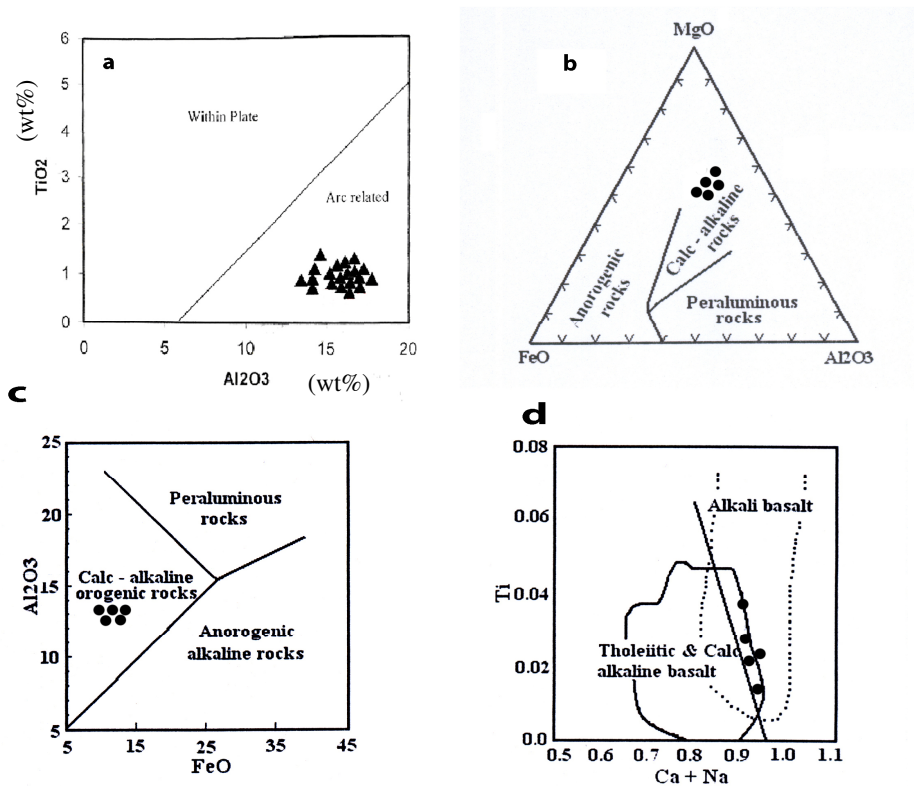 a
6
5
4
3
2
1
0
TiO2 (wt%)
Within Plate
Arc related
0 5 10 15 20
Al2O3 (wt%)
b
MgO
Anorogenic
rocks
Calc - alkaline
rocks
Peraluminous
rocks
FeO
Al2O3
c
25
20
15
10
5
Al2O3
Peraluminous
rocks
Calc - alkaline
orogenic rocks
Anorogenic
alkaline rocks
5 15 25 35 45
FeO
d
0.08
0.06
0.04
0.02
0.0
Ti
Alkali basalt
Tholeiitic & Calc
alkaline basalt
0.5 0.6 0.7 0.8 0.9 1.0 1.1
Ca + Na